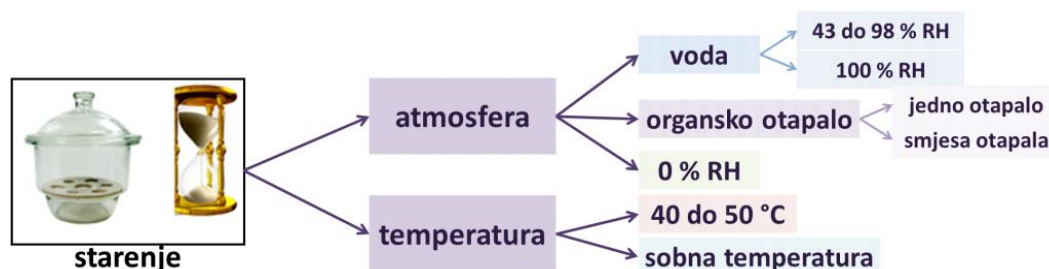 starenje
atmosfera
voda
43 do 98 % RH
100 % RH
organsko otapalo
jedno otapalo
smjesa otapala
0 % RH
temperatura
40 do 50 °C
sobna temperatura